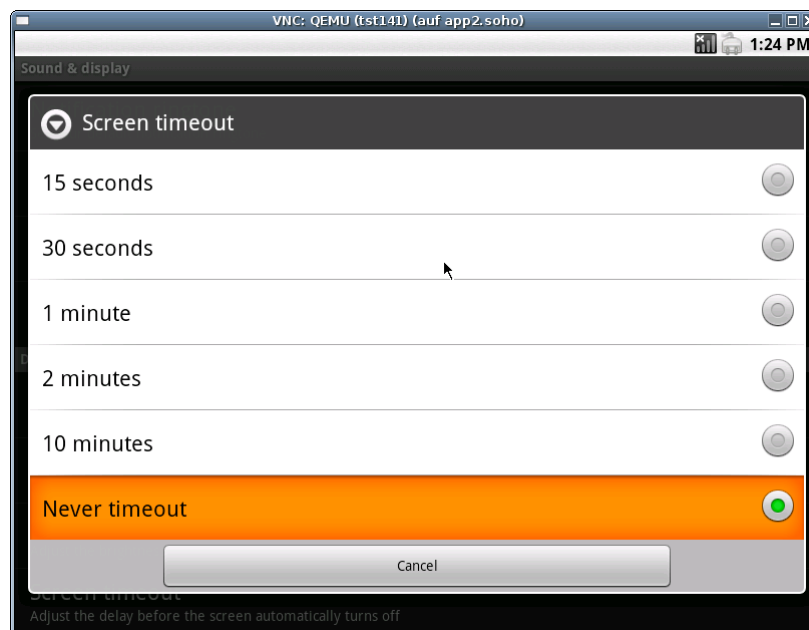 VNC: QEMU (tst141) (auf app2.soho)
1:24 PM
Sound & display
Screen timeout
15 seconds
30 seconds
1 minute
2 minutes
10 minutes
Never timeout
Cancel
Screen timeout
Adjust the delay before the screen automatically turns off